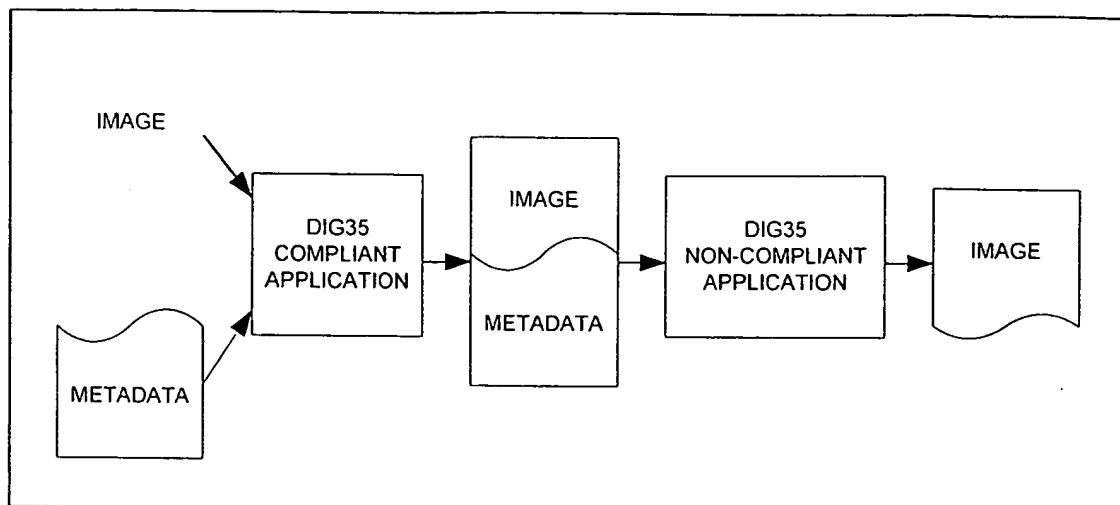 IMAGE
METADATA
DIG35
COMPLIANT
APPLICATION
IMAGE
METADATA
DIG35
NON-COMPLIANT
APPLICATION
IMAGE